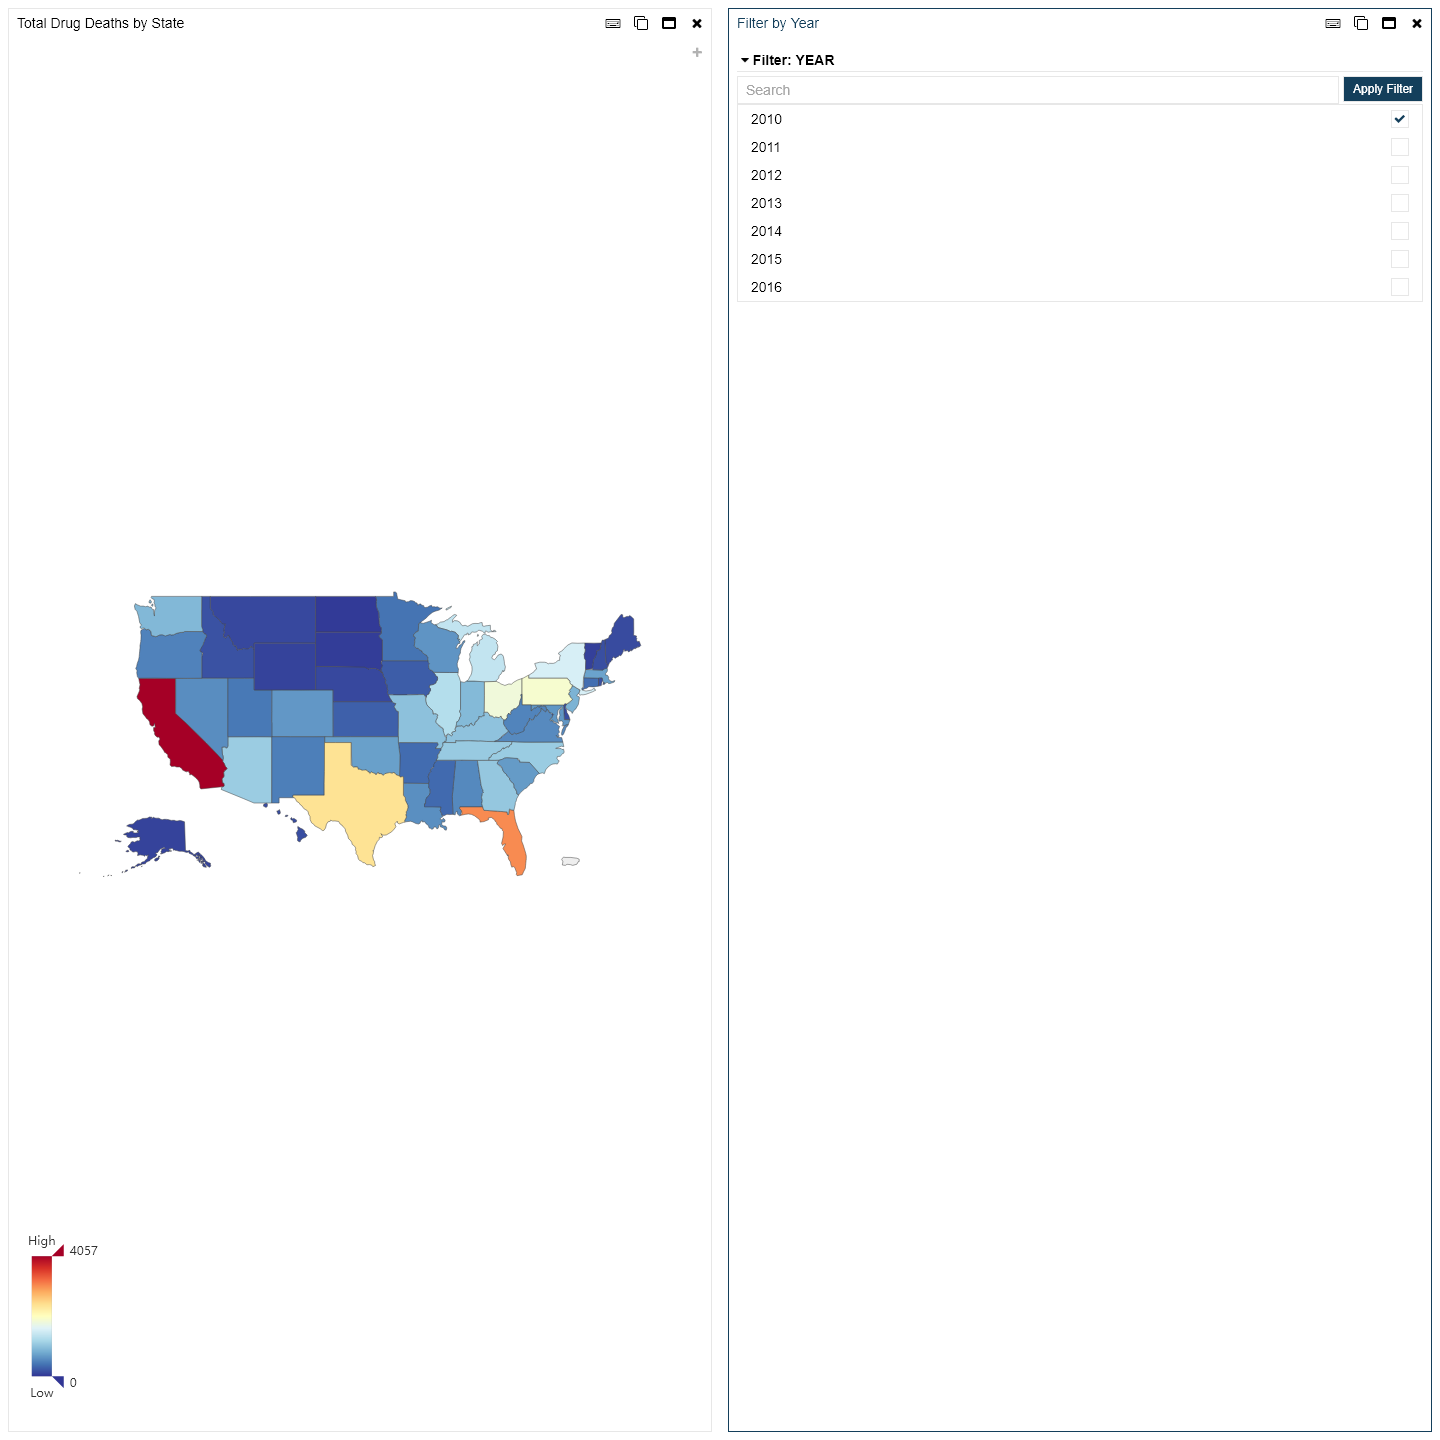 Total Drug Deaths by State
High
4057
0
Low
Filter by Year
Filter: YEAR
Search
Apply Filter
2010
2011
2012
2013
2014
2015
2016